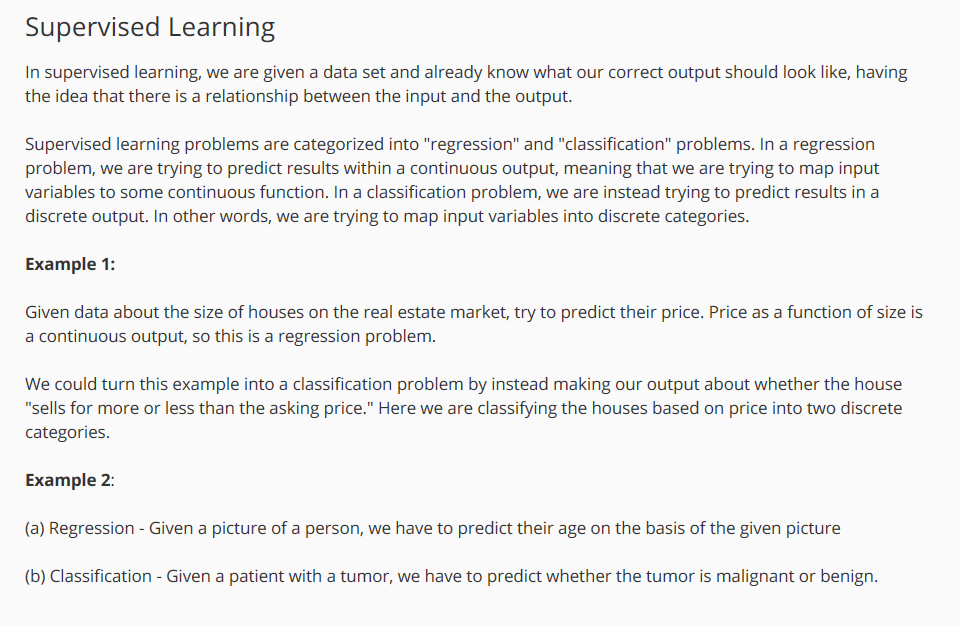 Supervised Learning
In supervised learning, we are given a data set and already know what our correct output should look like, having
the idea that there is a relationship between the input and the output.
Supervised learning problems are categorized into "regression" and "classification" problems. In a regression
problem, we are trying to predict results within a continuous output, meaning that we are trying to map input
variables to some continuous function. In a classification problem, we are instead trying to predict results in a
discrete output. In other words, we are trying to map input variables into discrete categories.
Example 1:
Given data about the size of houses on the real estate market, try to predict their price. Price as a function of size is
a continuous output, so this is a regression problem.
We could turn this example into a classification problem by instead making our output about whether the house
"sells for more or less than the asking price." Here we are classifying the houses based on price into two discrete
categories.
Example 2:
(a) Regression - Given a picture of a person, we have to predict their age on the basis of the given picture
(b) Classification - Given a patient with a tumor, we have to predict whether the tumor is malignant or benign.